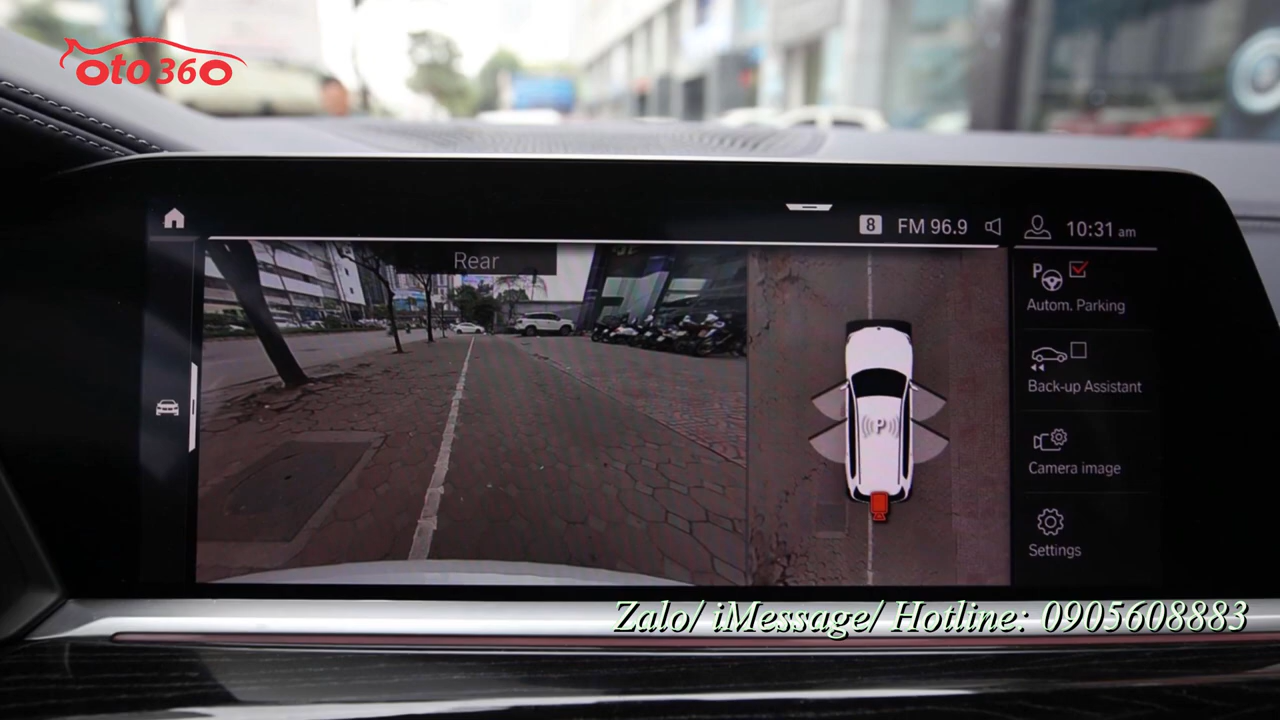 oto360
8 FM 96.9 10:31 am
Rear
P
Autom. Parking
Back-up Assistant
P
Camera image
Settings
Zalo/ iMessage/ Hotline: 0905608883